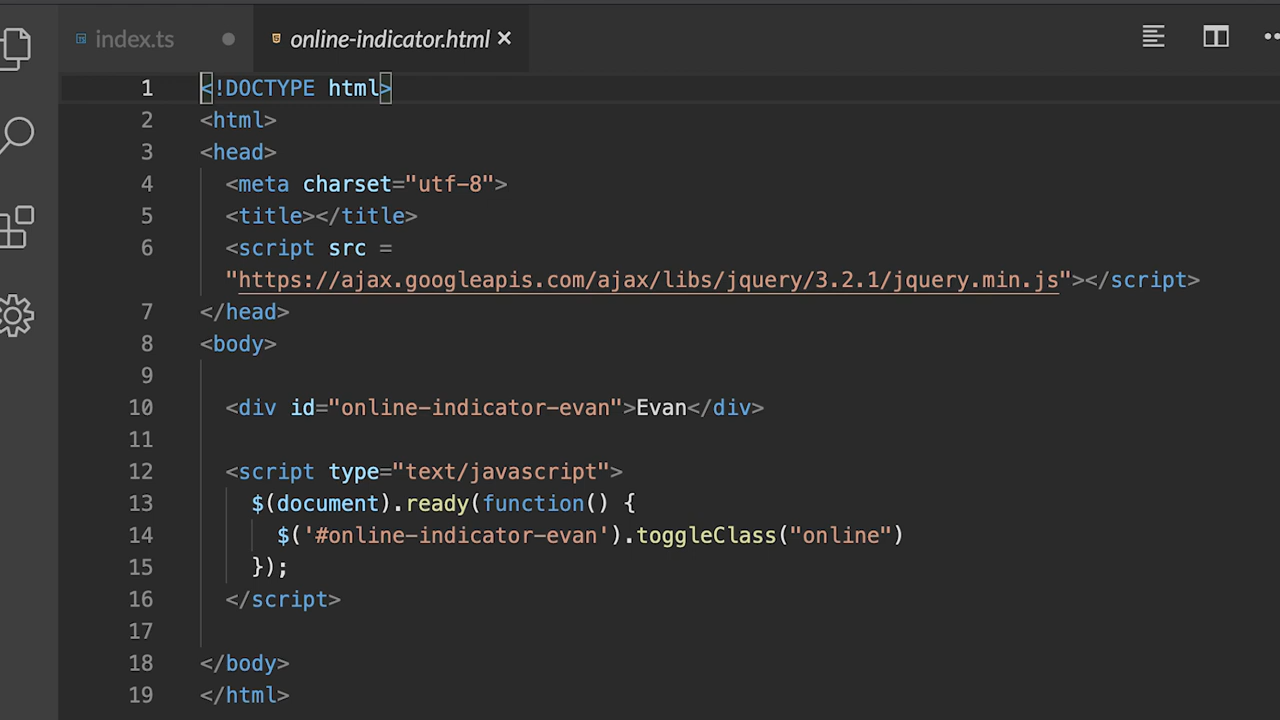 index.ts
online-indicator.html ×
1 <!DOCTYPE html>
2 <html>
3 <head>
4 <meta charset="utf-8">
5 <title></title>
6 <script src =
"https://ajax.googleapis.com/ajax/libs/jquery/3.2.1/jquery.min.js"></script>
7 </head>
8 <body>
9
10 <div id="online-indicator-evan">Evan</div>
11
12 <script type="text/javascript">
13 $(document).ready(function() {
14 $('#online-indicator-evan').toggleClass("online")
15 });
16 </script>
17
18 </body>
19 </html>